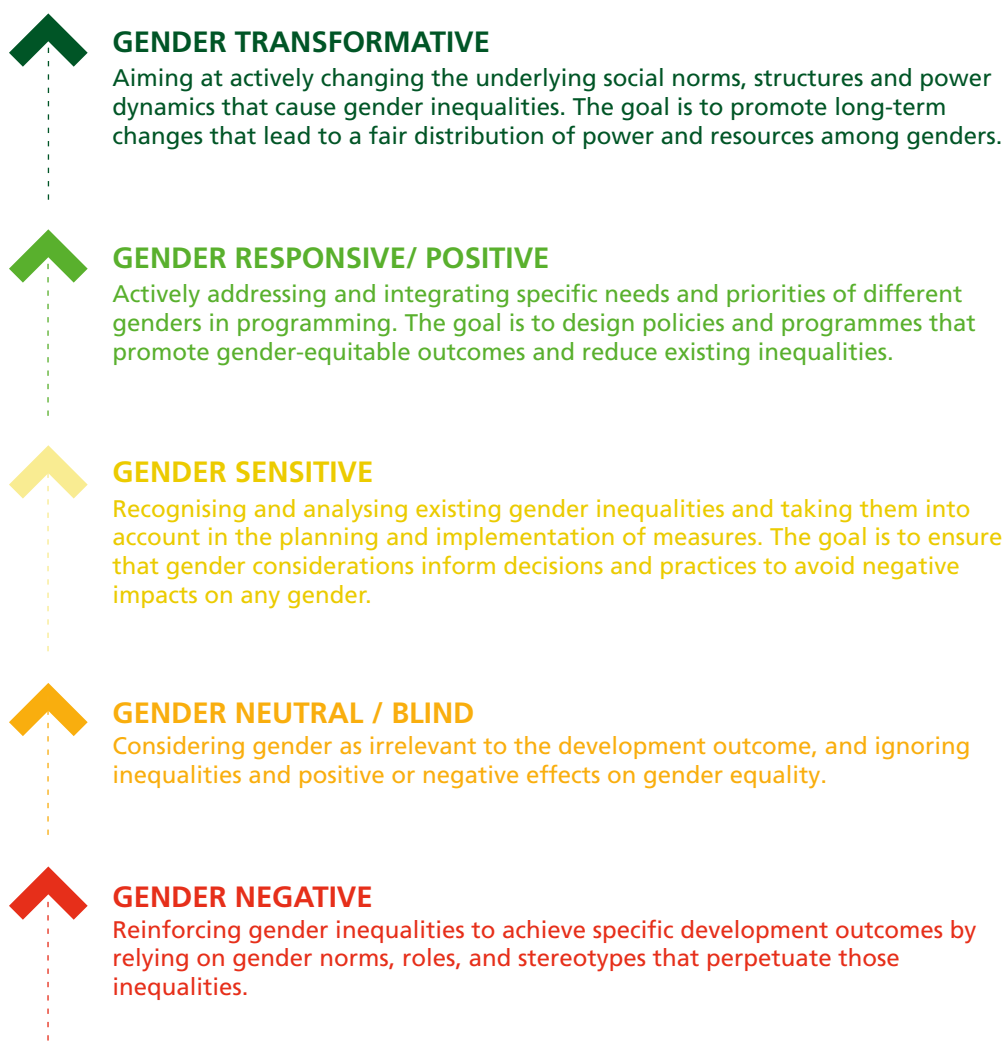 GENDER TRANSFORMATIVE
Aiming at actively changing the underlying social norms, structures and power
dynamics that cause gender inequalities. The goal is to promote long-term
changes that lead to a fair distribution of power and resources among genders.
GENDER RESPONSIVE/ POSITIVE
Actively addressing and integrating specific needs and priorities of different
genders in programming. The goal is to design policies and programmes that
promote gender-equitable outcomes and reduce existing inequalities.
GENDER SENSITIVE
Recognising and analysing existing gender inequalities and taking them into
account in the planning and implementation of measures. The goal is to ensure
that gender considerations inform decisions and practices to avoid negative
impacts on any gender.
GENDER NEUTRAL / BLIND
Considering gender as irrelevant to the development outcome, and ignoring
inequalities and positive or negative effects on gender equality.
GENDER NEGATIVE
Reinforcing gender inequalities to achieve specific development outcomes by
relying on gender norms, roles, and stereotypes that perpetuate those
inequalities.